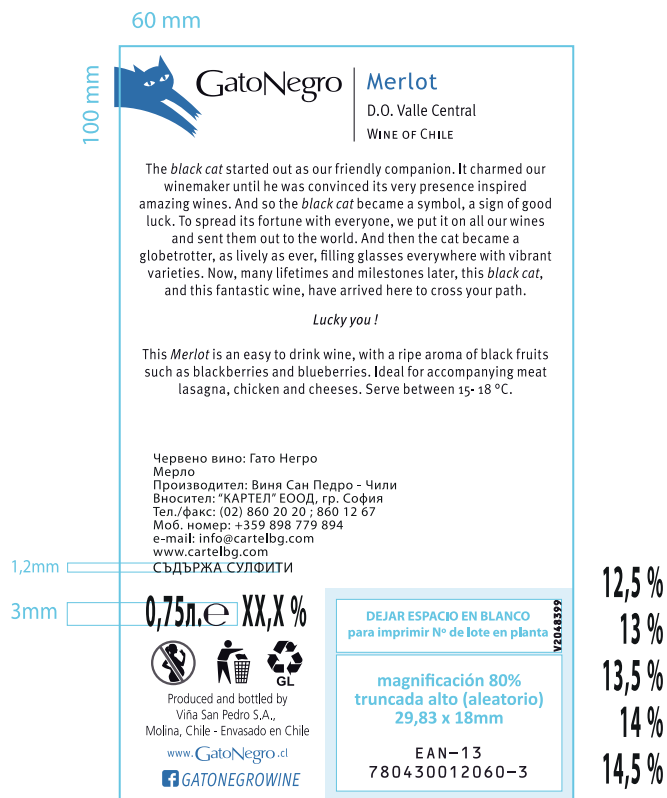 60 mm
100 mm
GatoNegro
Merlot
D.O. Valle Central
WINE OF CHILE
The black cat started out as our friendly companion. It charmed our
winemaker until he was convinced its very presence inspired
amazing wines. And so the black cat became a symbol, a sign of good
luck. To spread its fortune with everyone, we put it on all our wines
and sent them out to the world. And then the cat became a
globetrotter, as lively as ever, filling glasses everywhere with vibrant
varieties. Now, many lifetimes and milestones later, this black cat,
and this fantastic wine, have arrived here to cross your path.
Lucky you !
This Merlot is an easy to drink wine, with a ripe aroma of black fruits
such as blackberries and blueberries. Ideal for accompanying meat
lasagna, chicken and cheeses. Serve between 15- 18 °C.
Червено вино: Гато Негро
Мерло
Производител: Виня Сан Педро - Чили
Вносител: "КАРТЕЛ" ЕООД, гр. София
Тел./факс: (02) 860 20 20 ; 860 12 67
Моб. номер: +359 898 779 894
e-mail: info@cartelbg.com
www.cartelbg.com
1,2mm
СЪДЪРЖА СУЛФИТИ
3mm
0,75л.℮ XX,X %
GL
Produced and bottled by
Viña San Pedro S.A.,
Molina, Chile - Envasado en Chile
www.GatoNegro.cl
f GATONEGROWINE
DEJAR ESPACIO EN BLANCO
para imprimir Nº de lote en planta
V2048399
magnificación 80%
truncada alto (aleatorio)
29,83 x 18mm
EAN-13
780430012060-3
12,5 %
13 %
13,5 %
14 %
14,5 %